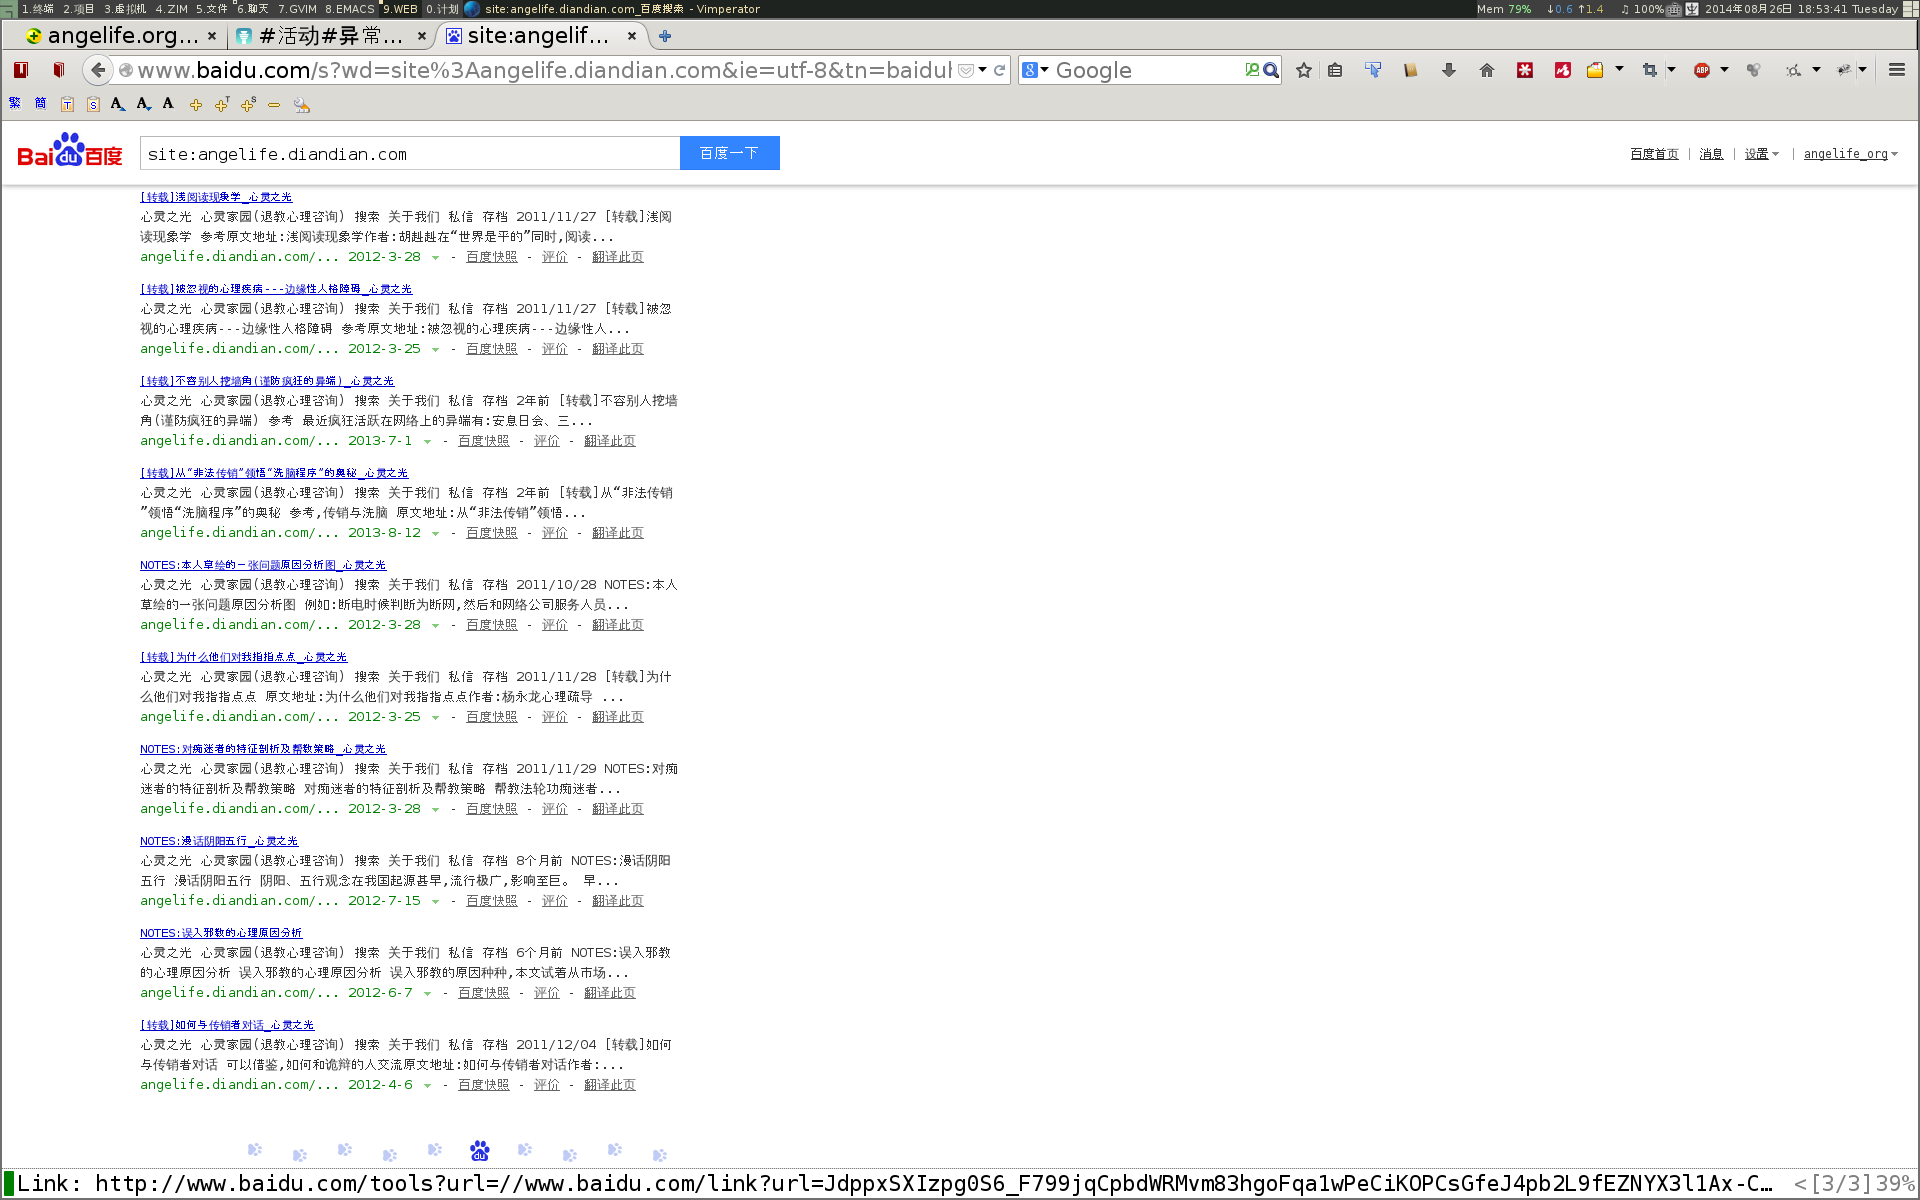 1.终端 2.项目 3.虚拟机 4.ZIM 5.文件 6.聊天 7.GVIM 8.EMACS 9.WEB 0.计划 site:angelife.diandian.com_百度搜索 - Vimperator Mem 79% ↓0.6 ↑1.4 ♫ 100% 2014年08月26日 18:53:41 Tuesday
angelife.org... × #活动#异常... × site:angelif... ×
www.baidu.com/s?wd=site%3Aangelife.diandian.com&ie=utf-8&tn=baidul Google
繁 簡
Bai du 百度 site:angelife.diandian.com 百度一下 百度首页 | 消息 | 设置 | angelife_org
[转载]浅阅读现象学_心灵之光
心灵之光 心灵家园(退教心理咨询) 搜索 关于我们 私信 存档 2011/11/27 [转载]浅阅
读现象学 参考原文地址:浅阅读现象学作者:胡赳赳在“世界是平的”同时,阅读...
angelife.diandian.com/... 2012-3-28 - 百度快照 - 评价 - 翻译此页
[转载]被忽视的心理疾病---边缘性人格障碍_心灵之光
心灵之光 心灵家园(退教心理咨询) 搜索 关于我们 私信 存档 2011/11/27 [转载]被忽
视的心理疾病---边缘性人格障碍 参考原文地址:被忽视的心理疾病---边缘性人...
angelife.diandian.com/... 2012-3-25 - 百度快照 - 评价 - 翻译此页
[转载]不容别人挖墙角(谨防疯狂的异端)_心灵之光
心灵之光 心灵家园(退教心理咨询) 搜索 关于我们 私信 存档 2年前 [转载]不容别人挖墙
角(谨防疯狂的异端) 参考 最近疯狂活跃在网络上的异端有:安息日会、三...
angelife.diandian.com/... 2013-7-1 - 百度快照 - 评价 - 翻译此页
[转载]从“非法传销”领悟“洗脑程序”的奥秘_心灵之光
心灵之光 心灵家园(退教心理咨询) 搜索 关于我们 私信 存档 2年前 [转载]从“非法传销
”领悟“洗脑程序”的奥秘 参考,传销与洗脑 原文地址:从“非法传销”领悟...
angelife.diandian.com/... 2013-8-12 - 百度快照 - 评价 - 翻译此页
NOTES:本人草绘的一张问题原因分析图_心灵之光
心灵之光 心灵家园(退教心理咨询) 搜索 关于我们 私信 存档 2011/10/28 NOTES:本人
草绘的一张问题原因分析图 例如:断电时候判断为断网,然后和网络公司服务人员...
angelife.diandian.com/... 2012-3-28 - 百度快照 - 评价 - 翻译此页
[转载]为什么他们对我指指点点_心灵之光
心灵之光 心灵家园(退教心理咨询) 搜索 关于我们 私信 存档 2011/11/28 [转载]为什
么他们对我指指点点 原文地址:为什么他们对我指指点点作者:杨永龙心理疏导 ...
angelife.diandian.com/... 2012-3-25 - 百度快照 - 评价 - 翻译此页
NOTES:对痴迷者的特征剖析及帮教策略_心灵之光
心灵之光 心灵家园(退教心理咨询) 搜索 关于我们 私信 存档 2011/11/29 NOTES:对痴
迷者的特征剖析及帮教策略 对痴迷者的特征剖析及帮教策略 帮教法轮功痴迷者...
angelife.diandian.com/... 2012-3-28 - 百度快照 - 评价 - 翻译此页
NOTES:漫话阴阳五行_心灵之光
心灵之光 心灵家园(退教心理咨询) 搜索 关于我们 私信 存档 8个月前 NOTES:漫话阴阳
五行 漫话阴阳五行 阴阳、五行观念在我国起源甚早,流行极广,影响至巨。 早...
angelife.diandian.com/... 2012-7-15 - 百度快照 - 评价 - 翻译此页
NOTES:误入邪教的心理原因分析
心灵之光 心灵家园(退教心理咨询) 搜索 关于我们 私信 存档 6个月前 NOTES:误入邪教
的心理原因分析 误入邪教的心理原因分析 误入邪教的原因种种,本文试着从市场...
angelife.diandian.com/... 2012-6-7 - 百度快照 - 评价 - 翻译此页
[转载]如何与传销者对话_心灵之光
心灵之光 心灵家园(退教心理咨询) 搜索 关于我们 私信 存档 2011/12/04 [转载]如何
与传销者对话 可以借鉴,如何和诡辩的人交流原文地址:如何与传销者对话作者:...
angelife.diandian.com/... 2012-4-6 - 百度快照 - 评价 - 翻译此页
du
Link: http://www.baidu.com/tools?url=//www.baidu.com/link?url=JdppxSXIzpg0S6_F799jqCpbdWRMvm83hgoFqa1wPeCiKOPCsGfeJ4pb2L9fEZNYX3l1Ax-C… <[3/3]39%